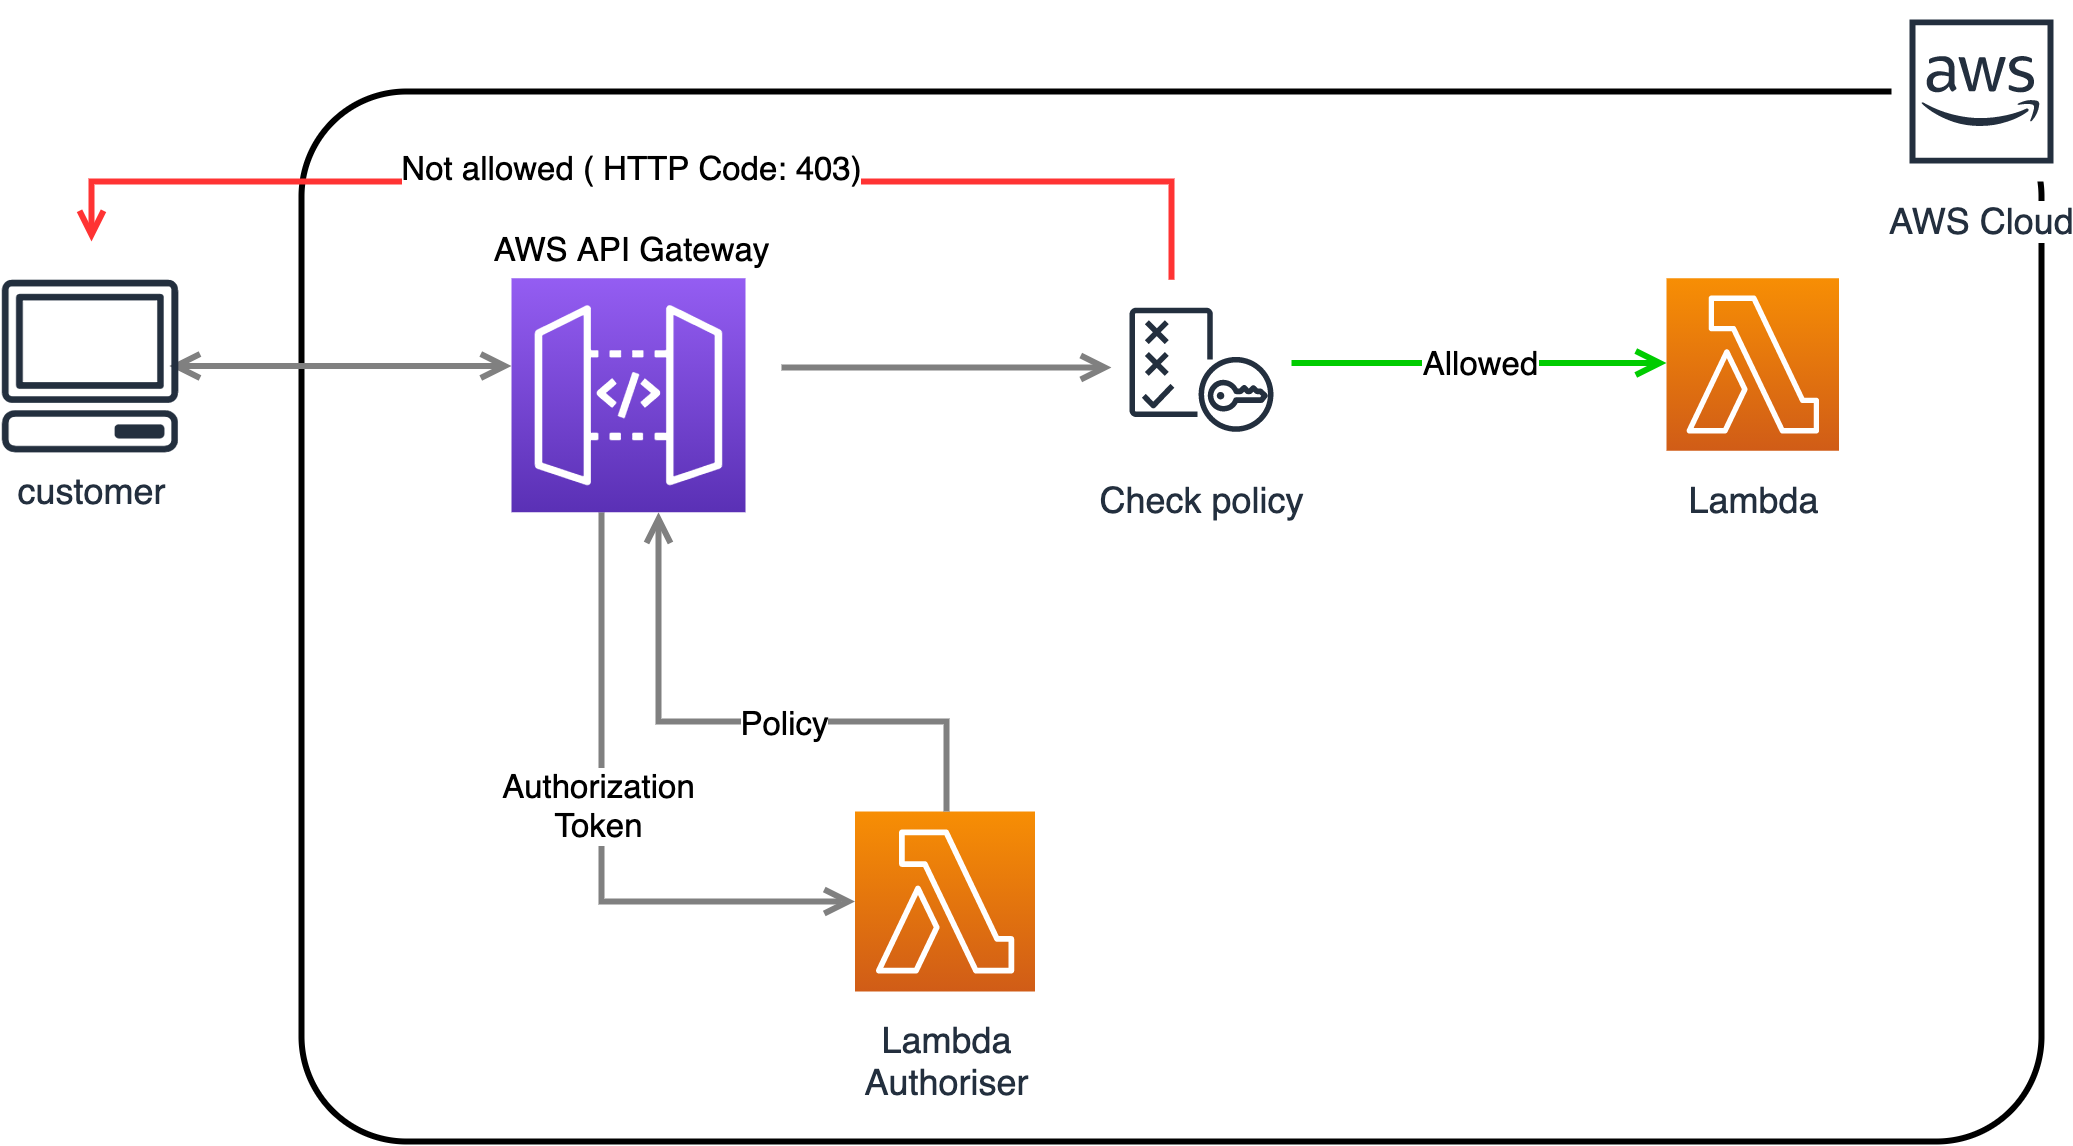 aws
AWS Cloud
Not allowed ( HTTP Code: 403)
AWS API Gateway
</>
customer
Check policy
Allowed
Lambda
Policy
Authorization
Token
Lambda
Authoriser